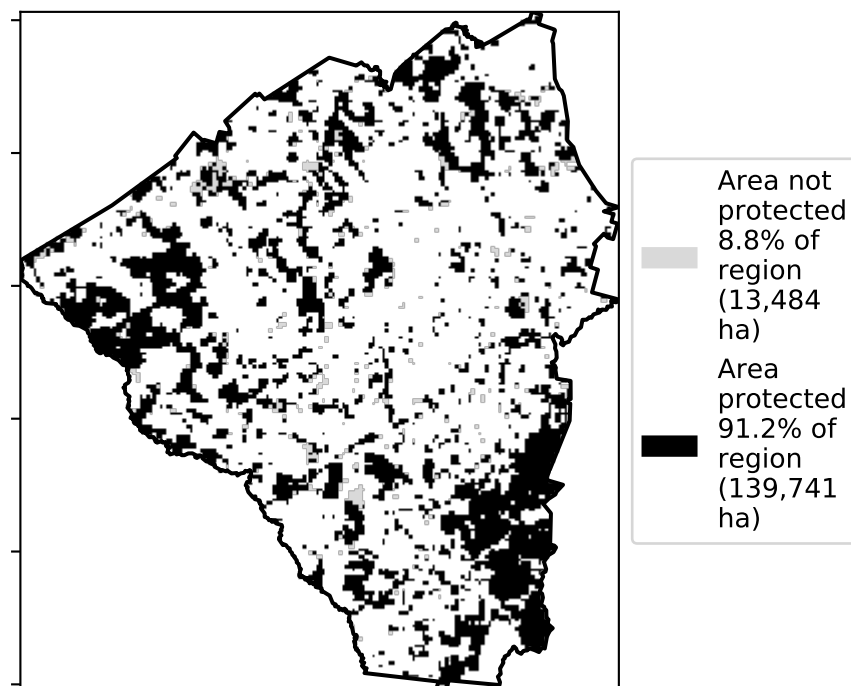 Area not
protected
8.8% of
region
(13,484
ha)
Area
protected
91.2% of
region
(139,741
ha)